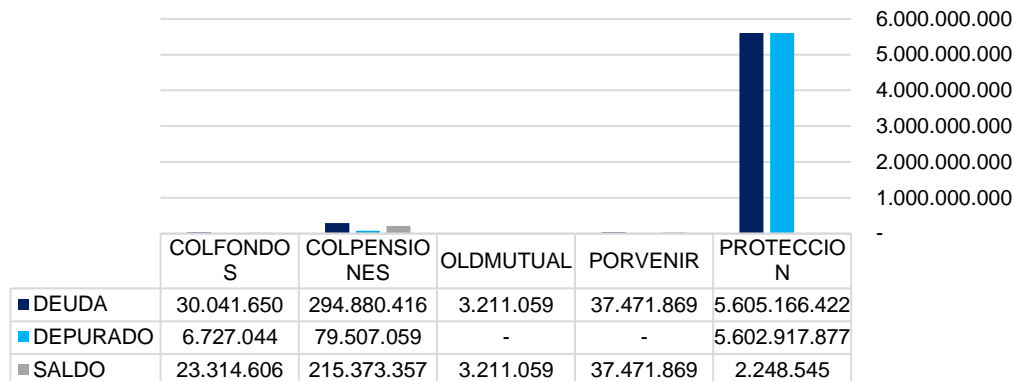 6.000.000.000
5.000.000.000
4.000.000.000
3.000.000.000
2.000.000.000
1.000.000.000
-
COLFONDO
S
COLPENSIO
NES
OLDMUTUAL
PORVENIR
PROTECCIO
N
DEUDA 30.041.650 294.880.416 3.211.059 37.471.869 5.605.166.422
DEPURADO 6.727.044 79.507.059 - - 5.602.917.877
SALDO 23.314.606 215.373.357 3.211.059 37.471.869 2.248.545